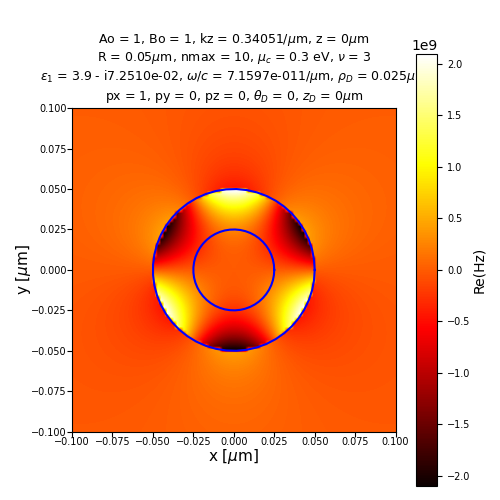 Ao = 1, Bo = 1, kz = 0.34051/μm, z = 0μm
R = 0.05μm, nmax = 10, μc = 0.3 eV, ν = 3
ε1 = 3.9 - i7.2510e-02, ω/c = 7.1597e-011/μm, ρD = 0.025μ
px = 1, py = 0, pz = 0, θD = 0, zD = 0μm
1e9
0.100
0.075
0.050
0.025
0.000
−0.025
−0.050
−0.075
−0.100
y [μm]
−0.100 −0.075 −0.050 −0.025 0.000 0.025 0.050 0.075 0.100
x [μm]
2.0
1.5
1.0
0.5
0.0
−0.5
−1.0
−1.5
−2.0
Re(Hz)